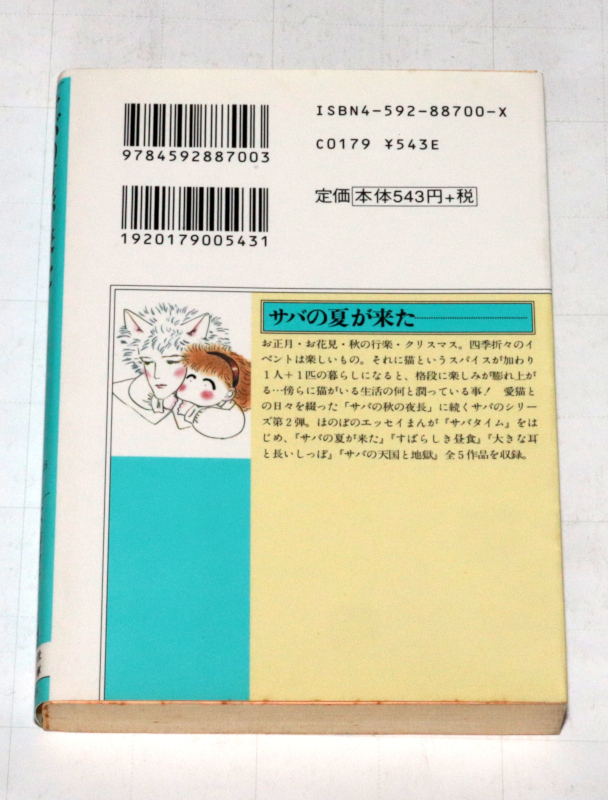 ISBN4-592-88700-X
9784592887003
C0179 ¥543E
定価 本体543円+税
1920179005431
サバの夏が来た
お正月・お花見・秋の行楽・クリスマス。四季折々のイ
ベントは楽しいもの。それに猫というスパイスが加わり
1人+1匹の暮らしになると、格段に楽しみが膨れ上が
る…傍らに猫がいる生活の何と潤っている事! 愛猫と
の日々を綴った「サバの秋の夜長」に続くサバのシリー
ズ第2弾。ほのぼのエッセイまんが『サバタイム』をは
じめ、『サバの夏が来た』『すばらしき昼食』『大きな耳
と長いしっぽ』『サバの天国と地獄』全5作品を収録。